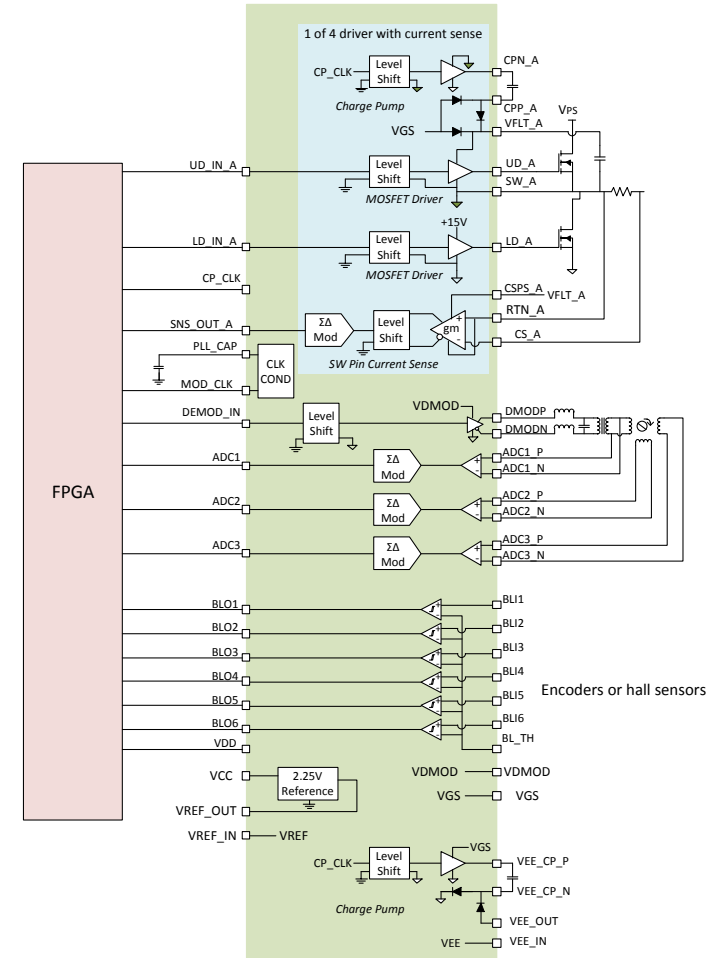 1 of 4 driver with current sense
CP_CLK
Level
Shift
CPN_A
Charge Pump
CPP_A
VGS
VFLT_A
VPS
UD_IN_A
Level
Shift
UD_A
SW_A
MOSFET Driver
+15V
LD_IN_A
Level
Shift
LD_A
MOSFET Driver
CP_CLK
CSPS_A
VFLT_A
RTN_A
SNS_OUT_A
ΣΔ
Mod
Level
Shift
+
gm
-
CS_A
SW Pin Current Sense
PLL_CAP
CLK
COND
MOD_CLK
VDMOD
DEMOD_IN
Level
Shift
DMODP
DMODN
ADC1
ΣΔ
Mod
+
-
ADC1_P
ADC1_N
FPGA
ADC2
ΣΔ
Mod
+
-
ADC2_P
ADC2_N
ADC3
ΣΔ
Mod
+
-
ADC3_P
ADC3_N
BLO1
+
-
BLI1
BLO2
+
-
BLI2
BLO3
+
-
BLI3
BLO4
+
-
BLI4
BLO5
+
-
BLI5
Encoders or hall sensors
BLO6
+
-
BLI6
VDD
BL_TH
VCC
2.25V
Reference
VDMOD
VDMOD
VGS
VGS
VREF_OUT
VREF_IN
VREF
VGS
CP_CLK
Level
Shift
VEE_CP_P
VEE_CP_N
Charge Pump
VEE_OUT
VEE
VEE_IN